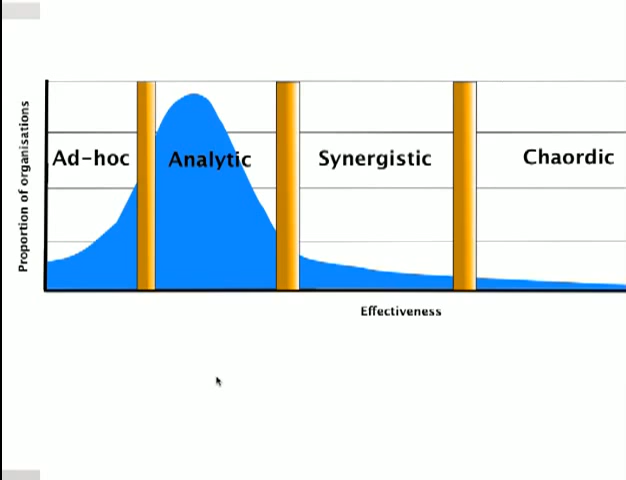 Proportion of organisations
Ad-hoc
Analytic
Synergistic
Chaordic
Effectiveness